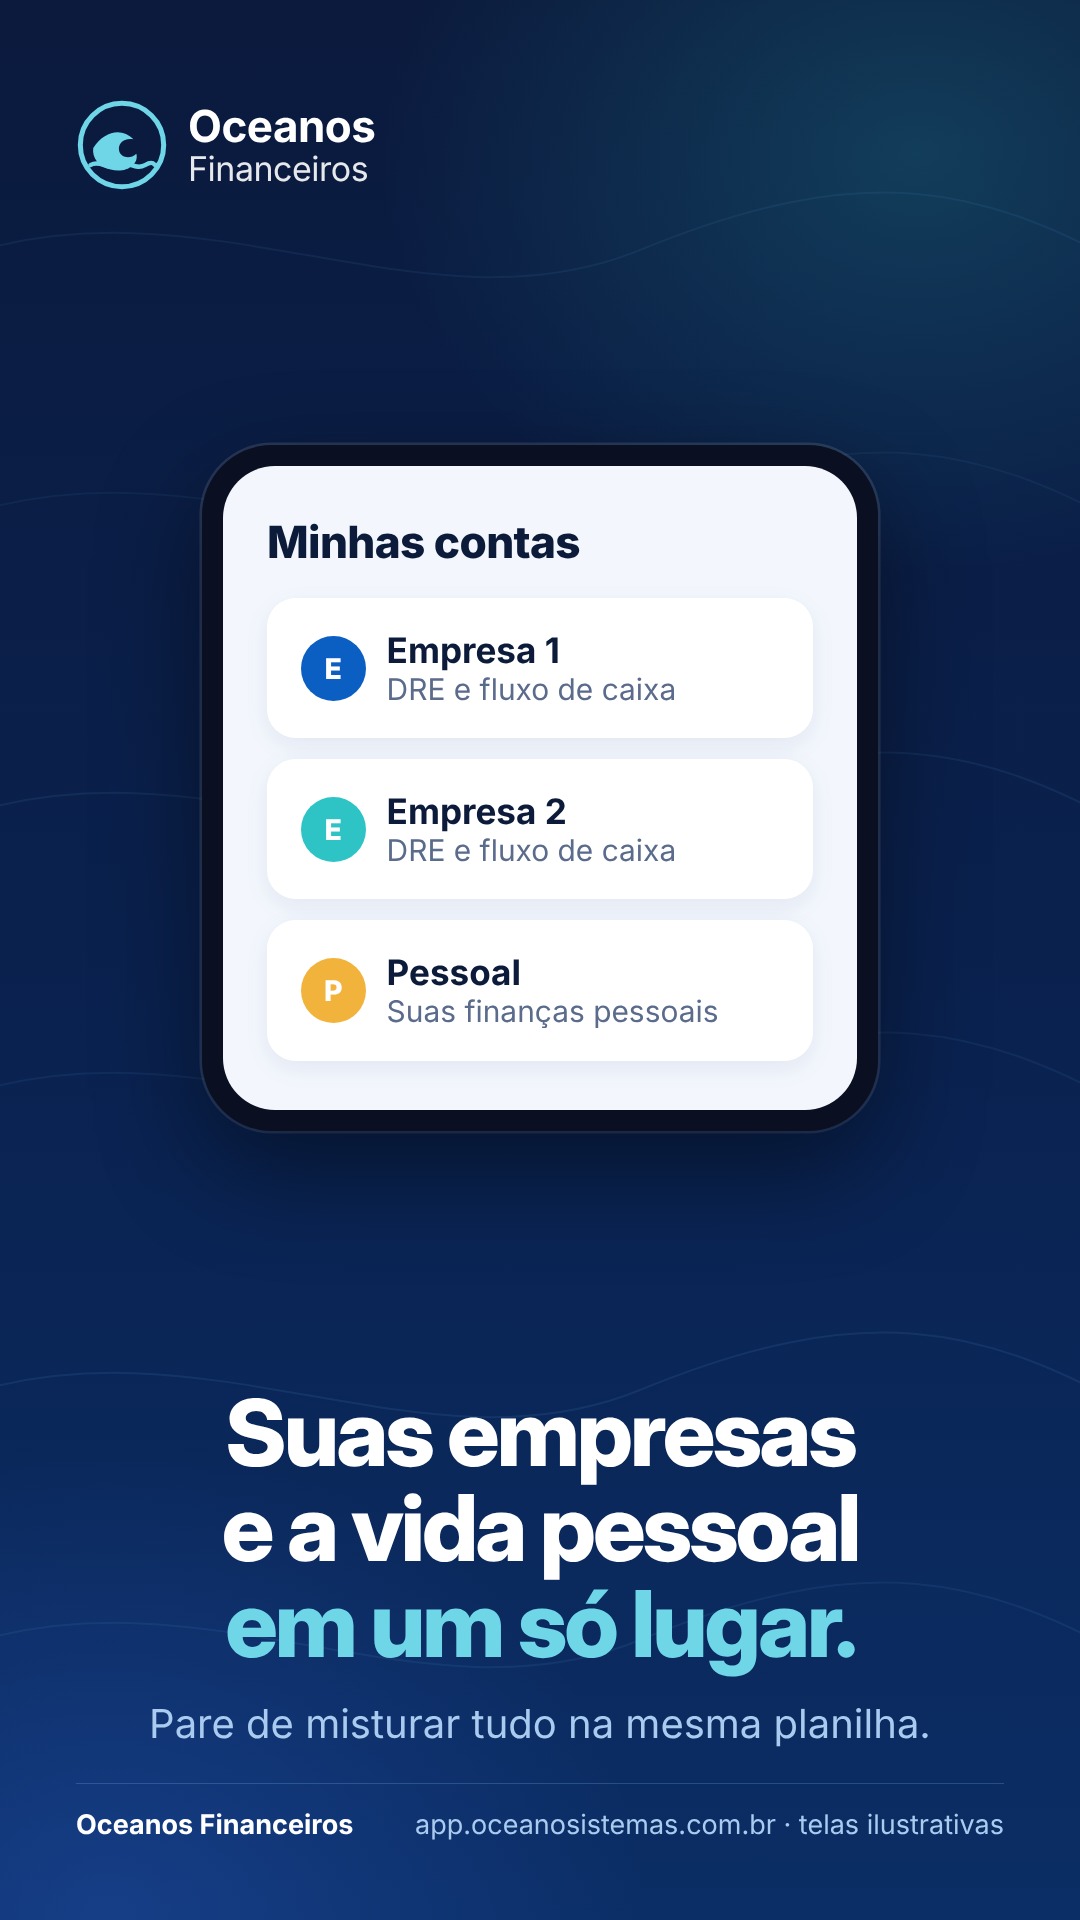 Oceanos
Financeiros
Minhas contas
E
Empresa 1
DRE e fluxo de caixa
E
Empresa 2
DRE e fluxo de caixa
P
Pessoal
Suas finanças pessoais
Suas empresas
e a vida pessoal
em um só lugar.
Pare de misturar tudo na mesma planilha.
Oceanos Financeiros
app.oceanosistemas.com.br · telas ilustrativas